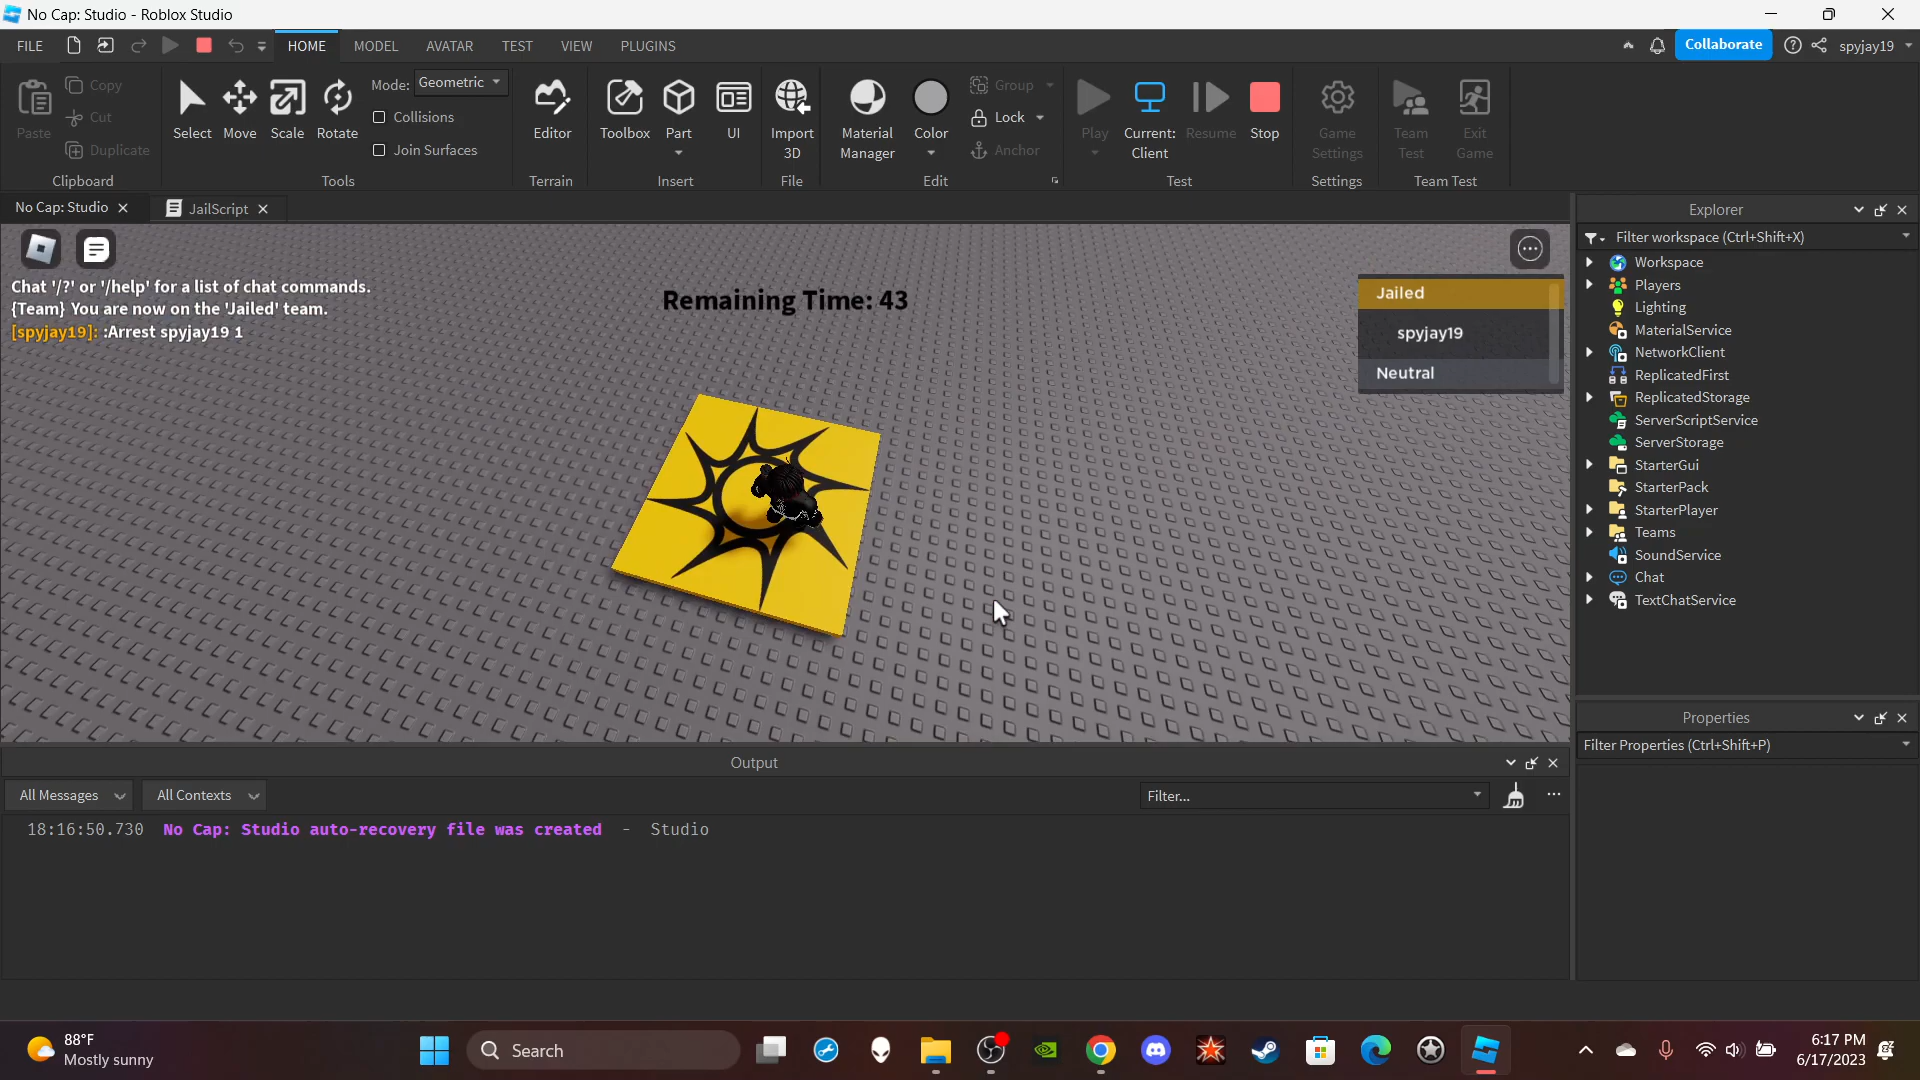 No Cap: Studio - Roblox Studio
FILE
HOME
MODEL
AVATAR
TEST
VIEW
PLUGINS
Collaborate
spyjay19
Paste
Copy
Cut
Duplicate
Clipboard
Select
Move
Scale
Rotate
Mode:
Geometric
Collisions
Join Surfaces
Tools
Editor
Terrain
Toolbox
Part
UI
Insert
Import
3D
File
Material
Manager
Color
Group
Lock
Anchor
Edit
Play
Current:
Client
Resume
Stop
Test
Game
Settings
Settings
Team
Test
Exit
Game
Team Test
No Cap: Studio
JailScript
Chat '/?' or '/help' for a list of chat commands.
{Team} You are now on the 'Jailed' team.
[spyjay19]: :Arrest spyjay19 1
Remaining Time: 43
Jailed
spyjay19
Neutral
Explorer
Filter workspace (Ctrl+Shift+X)
Workspace
Players
Lighting
MaterialService
NetworkClient
ReplicatedFirst
ReplicatedStorage
ServerScriptService
ServerStorage
StarterGui
StarterPack
StarterPlayer
Teams
SoundService
Chat
TextChatService
Properties
Filter Properties (Ctrl+Shift+P)
Output
All Messages
All Contexts
Filter...
18:16:50.730 No Cap: Studio auto-recovery file was created - Studio
88°F
Mostly sunny
Search
6:17 PM
6/17/2023